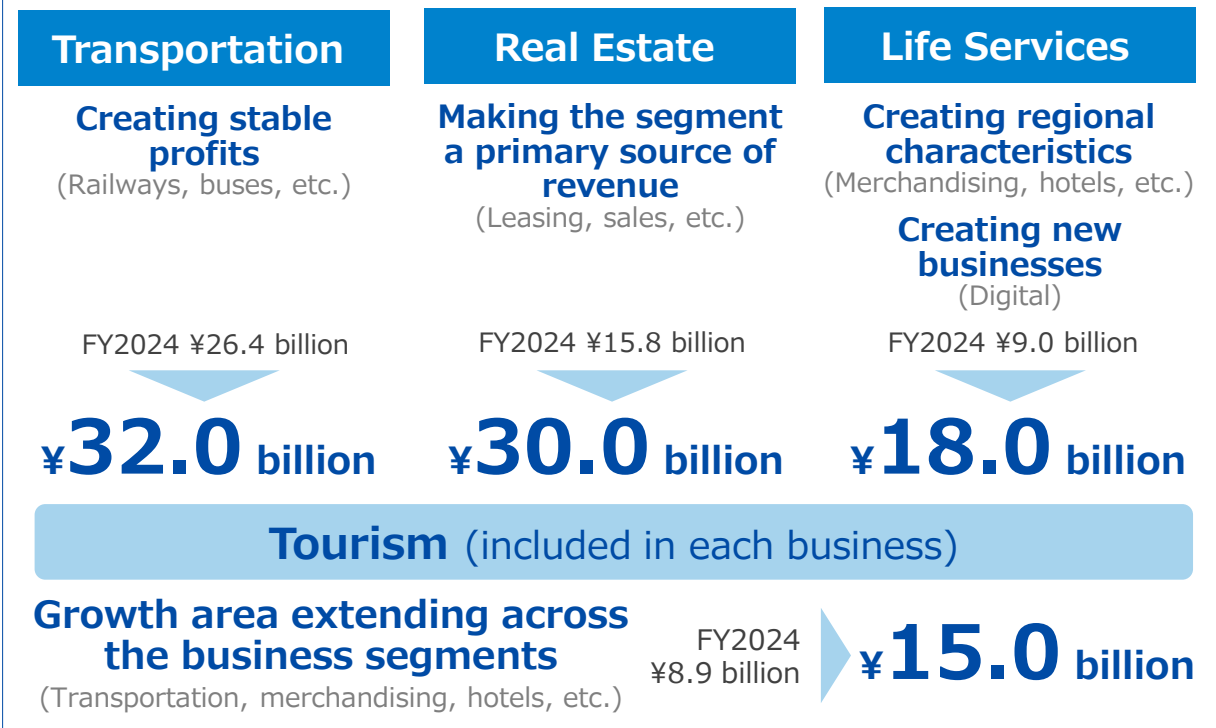 Transportation
Creating stable
profits
(Railways, buses, etc.)
FY2024 ¥26.4 billion
¥32.0 billion
Real Estate
Making the segment
a primary source of
revenue
(Leasing, sales, etc.)
FY2024 ¥15.8 billion
¥30.0 billion
Life Services
Creating regional
characteristics
(Merchandising, hotels, etc.)
Creating new
businesses
(Digital)
FY2024 ¥9.0 billion
¥18.0 billion
Tourism (included in each business)
Growth area extending across
the business segments
(Transportation, merchandising, hotels, etc.)
FY2024
¥8.9 billion
¥15.0 billion